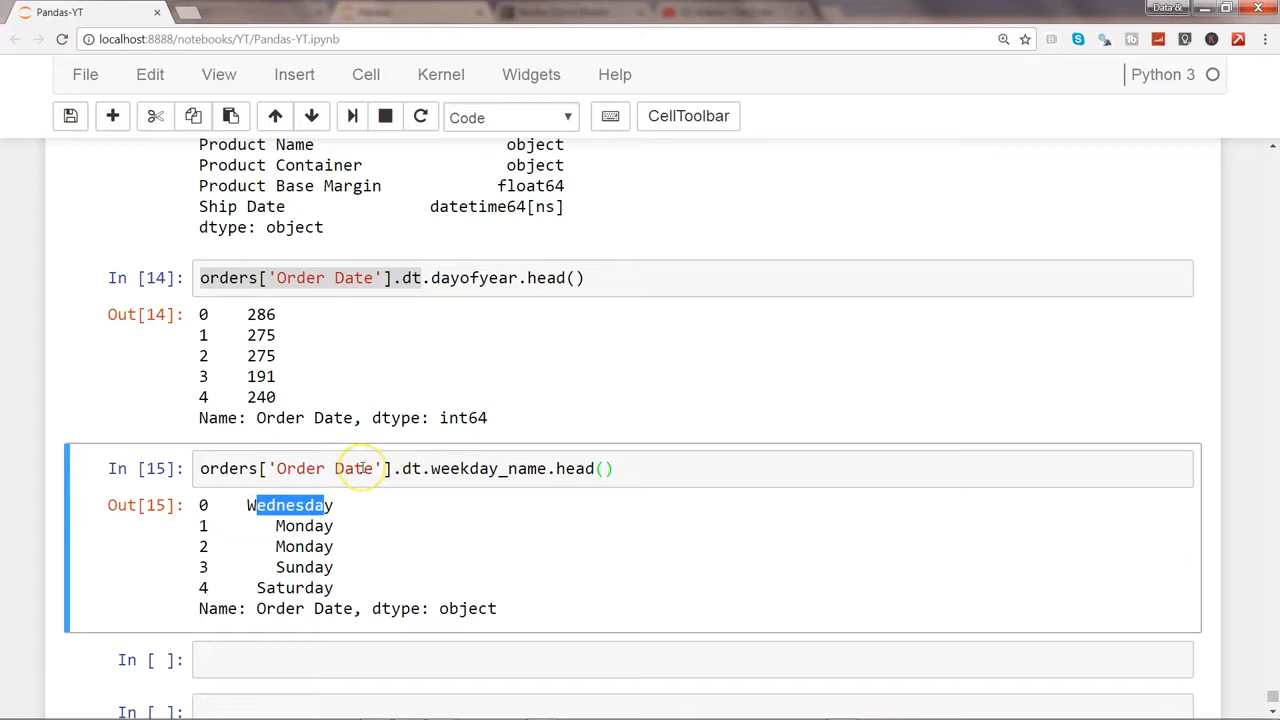 Pandas-YT
Data &
localhost:8888/notebooks/YT/Pandas-YT.ipynb
File Edit View Insert Cell Kernel Widgets Help Python 3
Code CellToolbar
Product Name object
Product Container object
Product Base Margin float64
Ship Date datetime64[ns]
dtype: object
In [14]: orders['Order Date'].dt.dayofyear.head()
Out[14]: 0 286
1 275
2 275
3 191
4 240
Name: Order Date, dtype: int64
In [15]: orders['Order Date'].dt.weekday_name.head()
Out[15]: 0 Wednesday
1 Monday
2 Monday
3 Sunday
4 Saturday
Name: Order Date, dtype: object
In [ ]:
In [ ]: